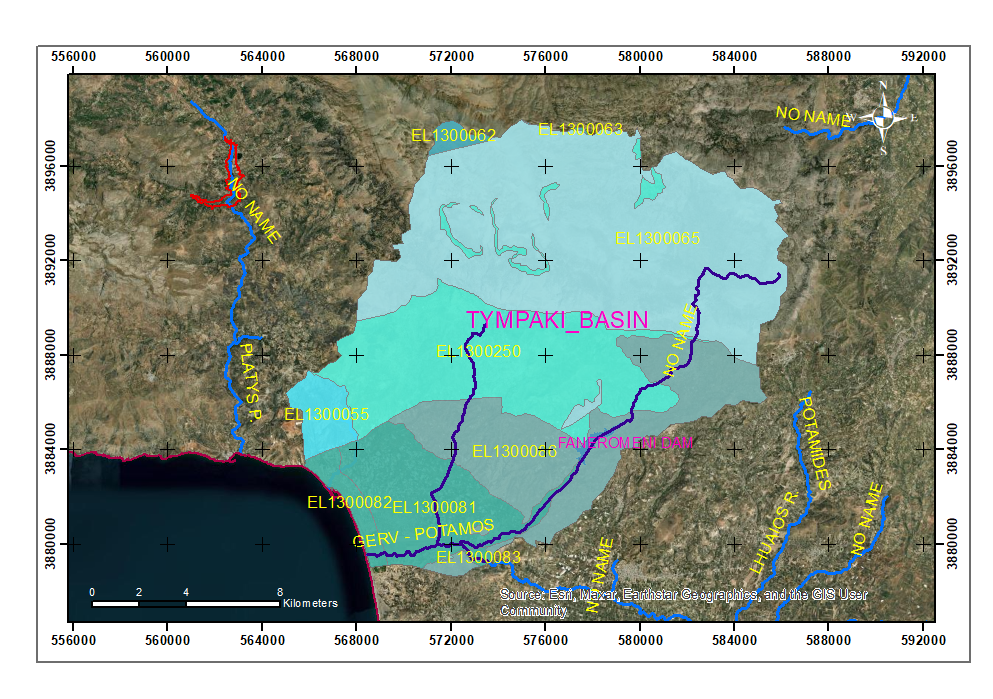 556000 560000 564000 568000 572000 576000 580000 584000 588000 592000
N
W E
S
NO NAME
EL1300062
EL1300063
3896000 3896000
NO NAME
EL1300065
3892000 3892000
TYMPAKI_BASIN
NO NAME
EL1300250
3888000 3888000
PLATYS P.
EL1300055
POTAMIDES
3884000 3884000
FANEROMENI DAM
EL1300082
EL1300081
NO NAME
GERV - POTAMOS
EL1300083
3880000 3880000
NO NAME
0 2 4 8
Kilometers
Source: Esri, Maxar, Earthstar Geographics, and the GIS User
Community
556000 560000 564000 568000 572000 576000 580000 584000 588000 592000